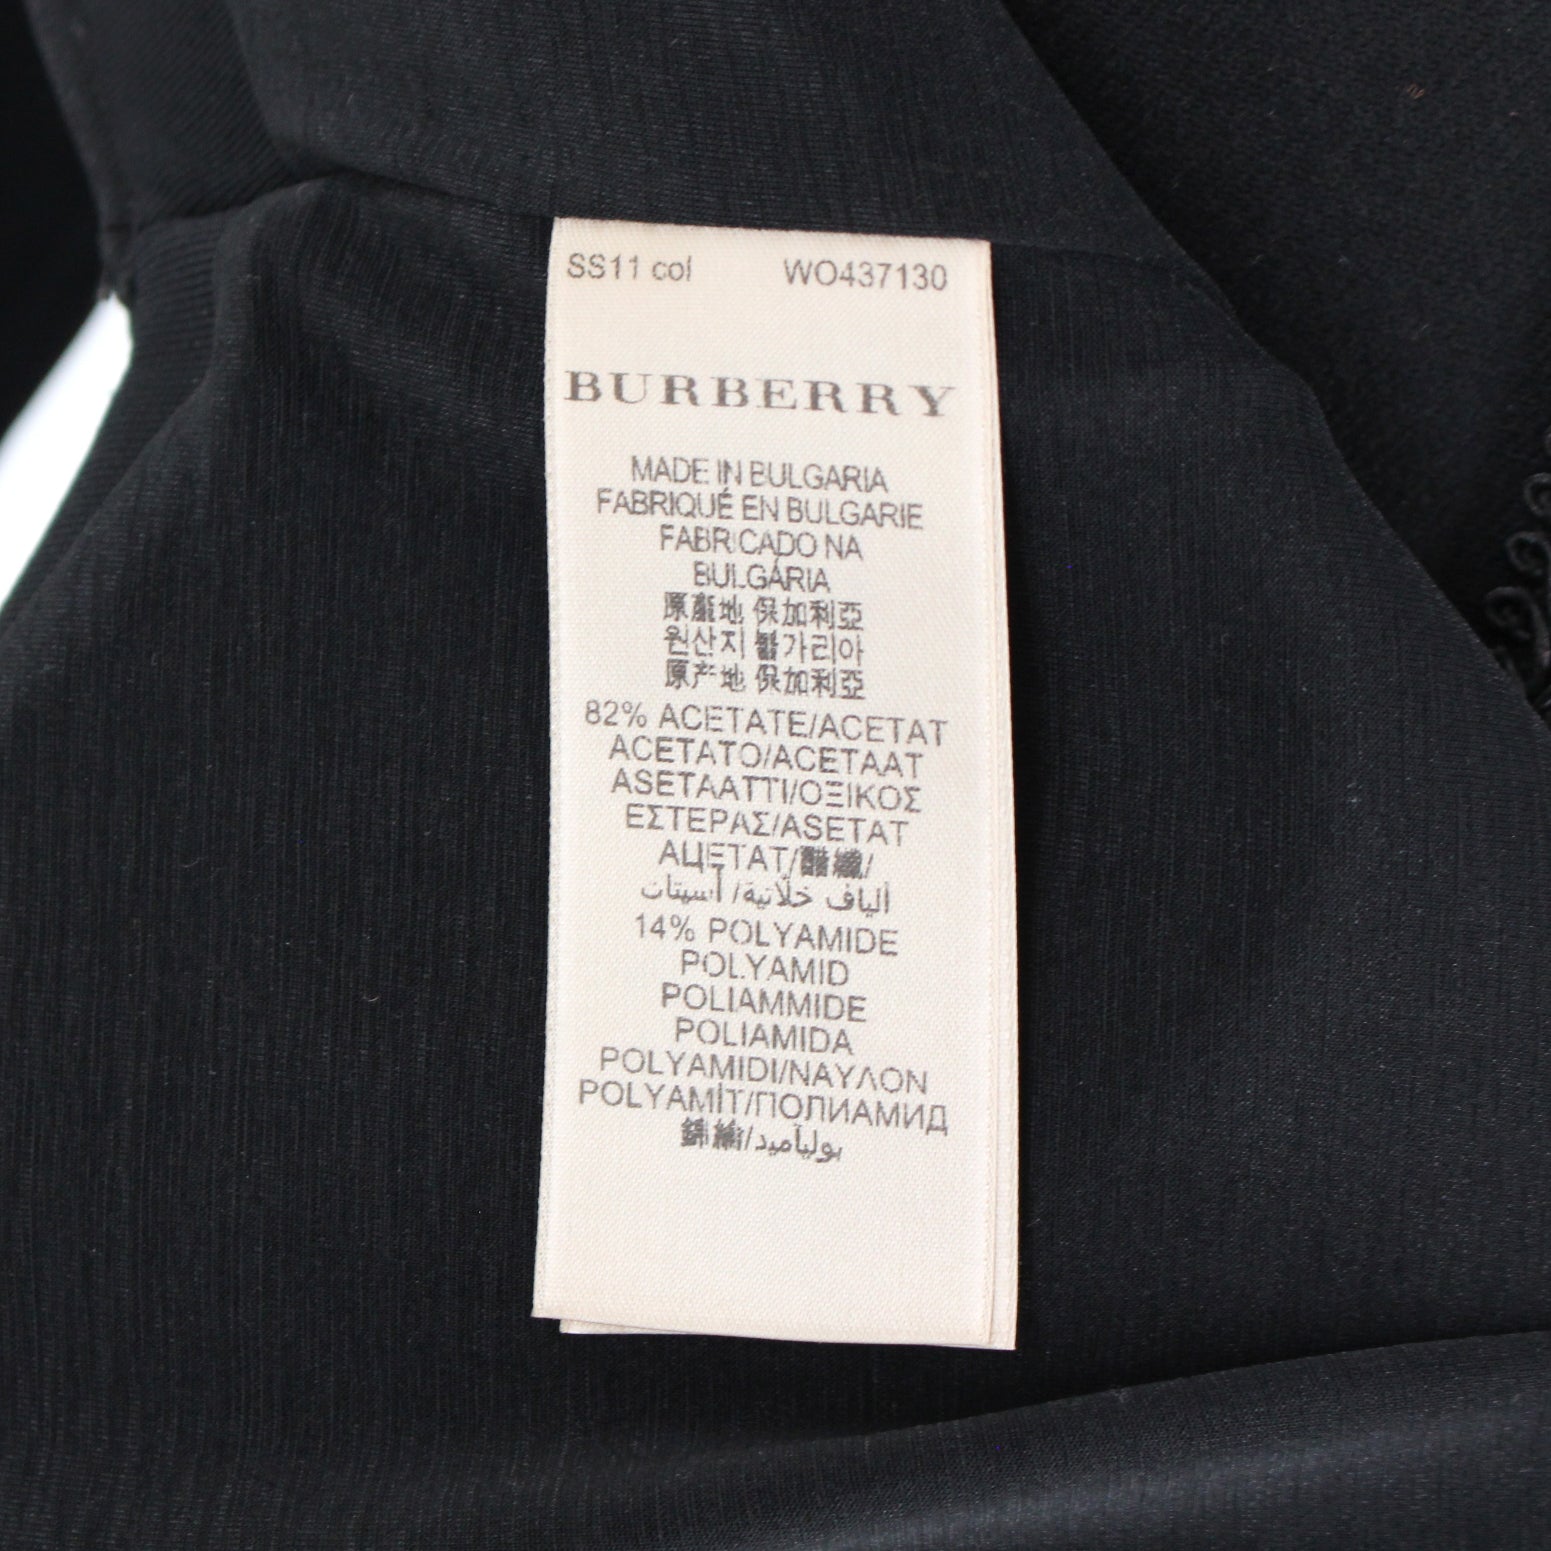 SS11 col WO437130
BURBERRY
MADE IN BULGARIA
FABRIQUÉ EN BULGARIE
FABRICADO NA
BULGÁRIA
原產地 保加利亞
원산지 불가리아
原产地 保加利亞
82% ACETATE/ACETAT
ACETATO/ACETAAT
ASETAATTI/ΟΞΙΚΟΣ
ΕΣΤΕΡΑΣ/ASETAT
АЦЕТАТ/醋纖/
ألياف خلاتية/ أسيتات
14% POLYAMIDE
POLYAMID
POLIAMMIDE
POLIAMIDA
POLYAMIDI/ΝΑΥΛΟΝ
POLYAMİT/ПОЛИАМИД
錦綸/بولياميد